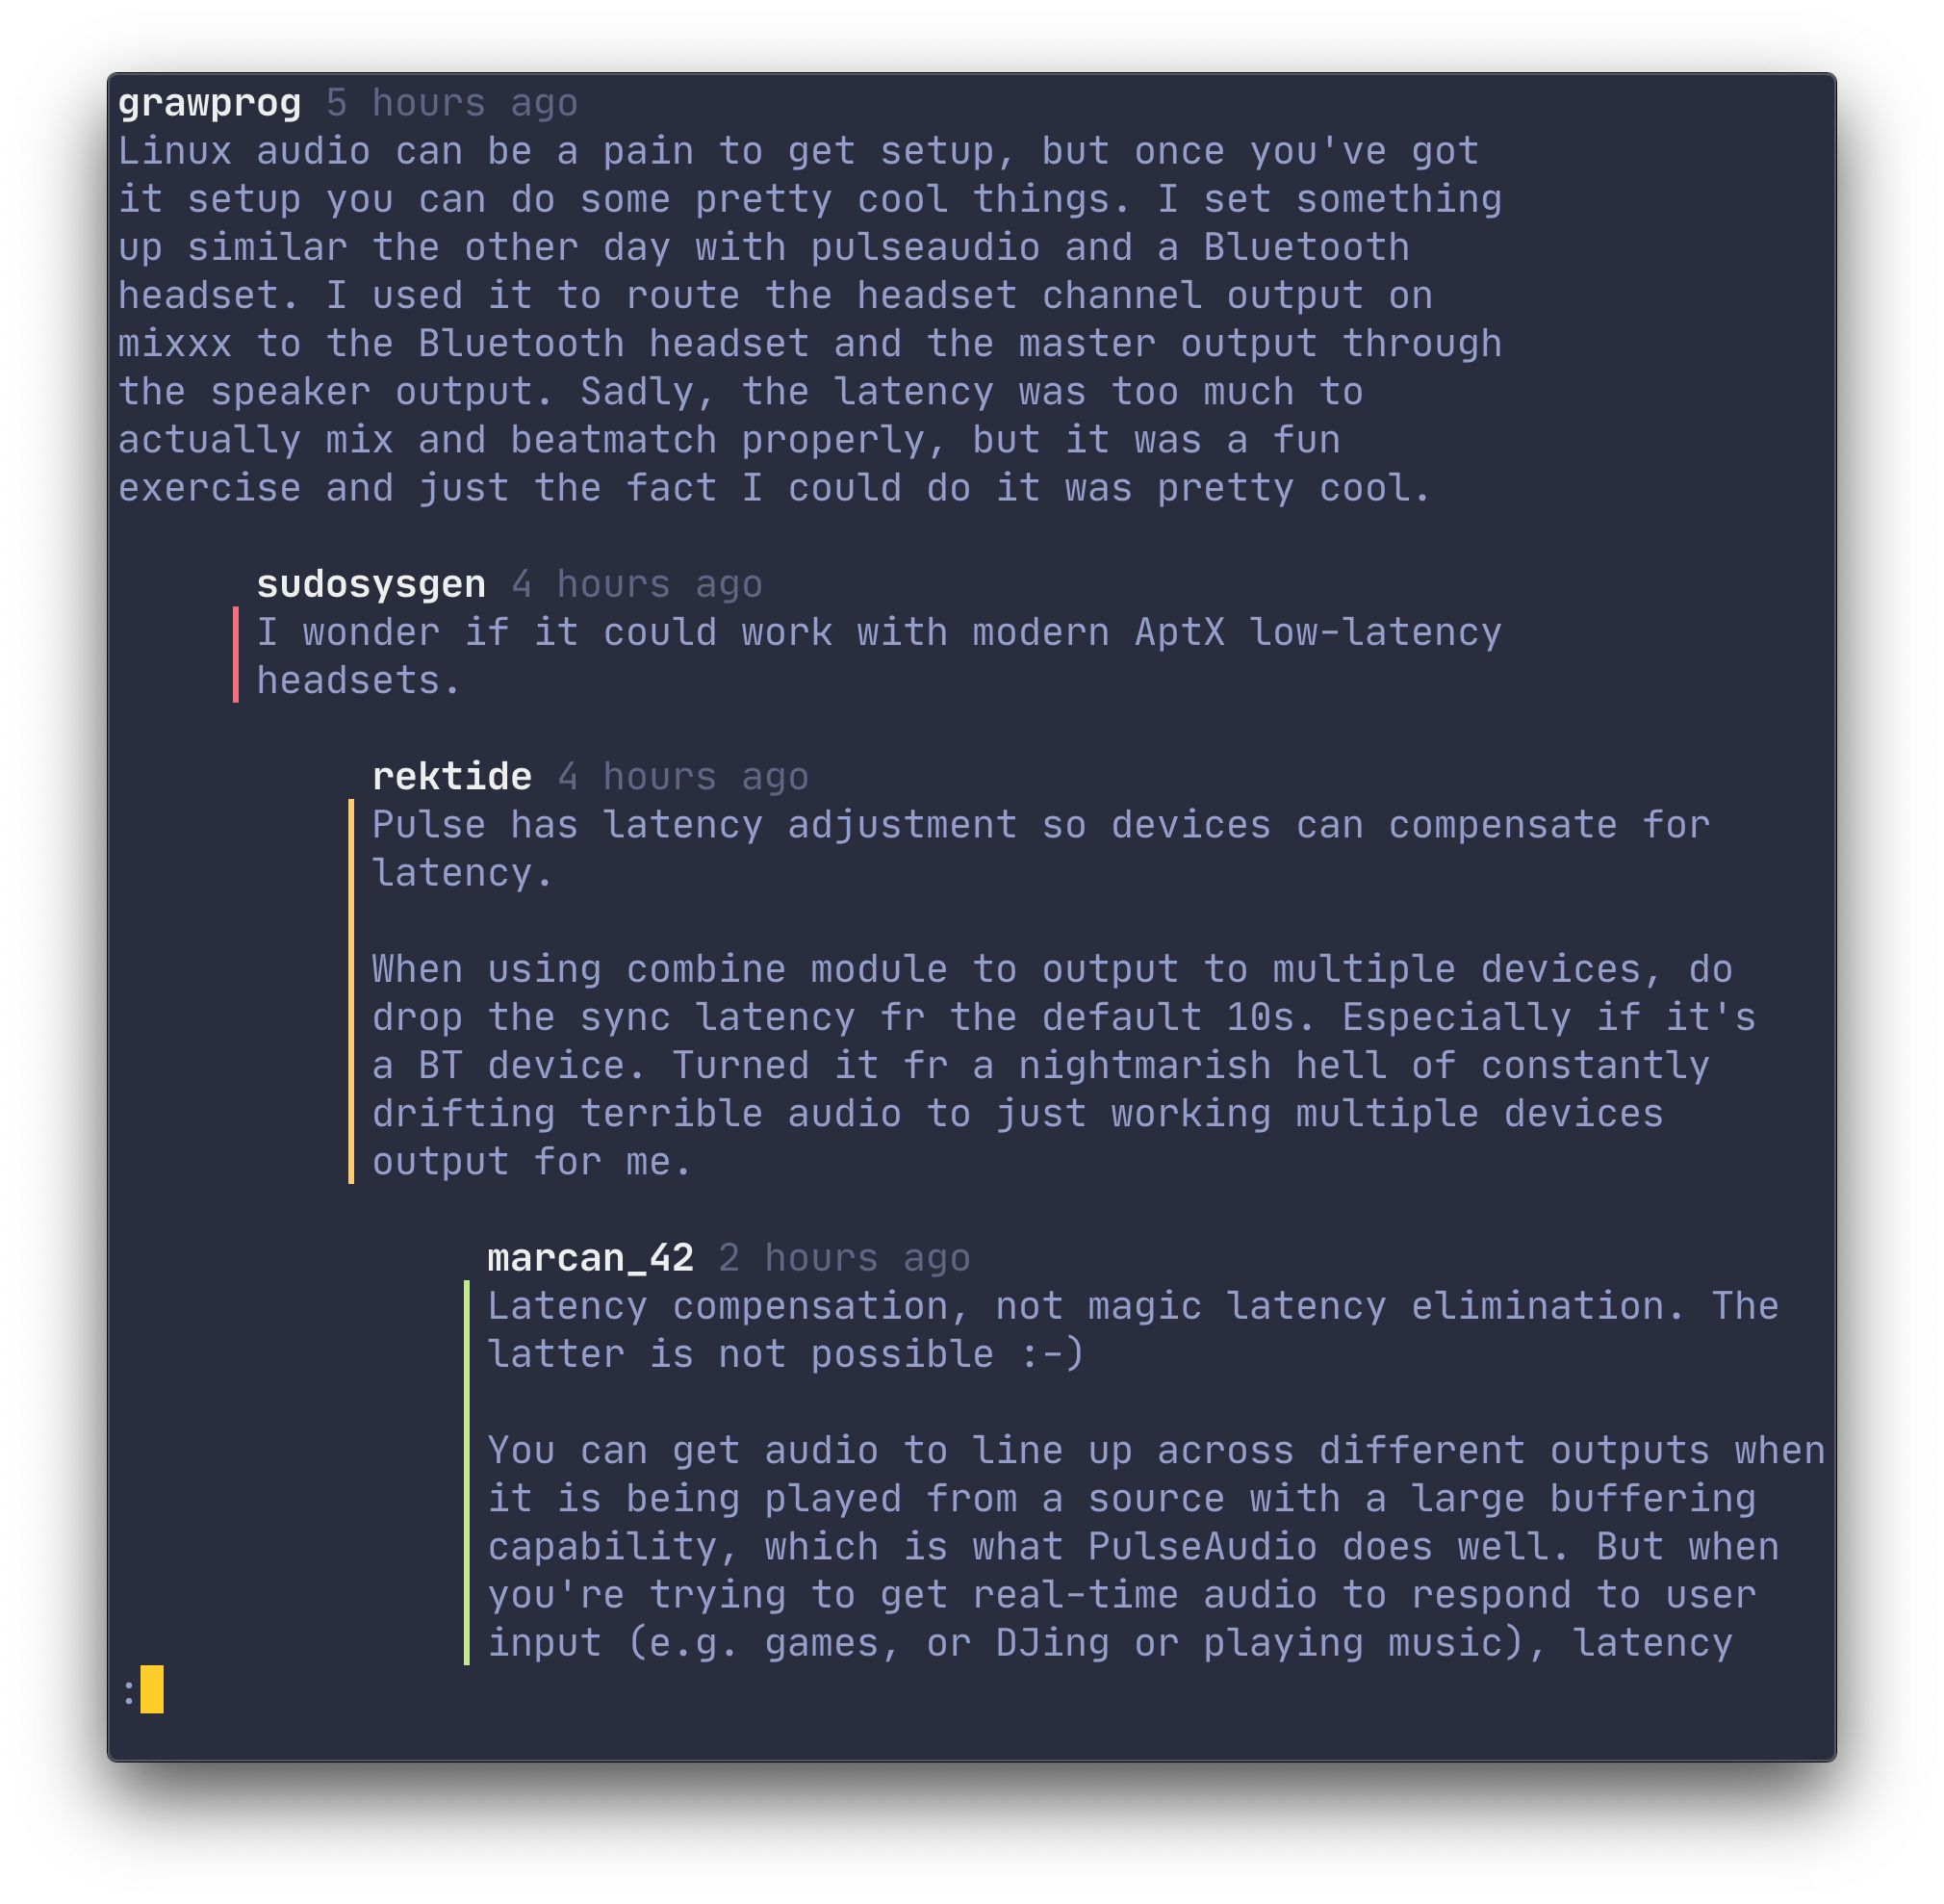 grawprog 5 hours ago
Linux audio can be a pain to get setup, but once you've got
it setup you can do some pretty cool things. I set something
up similar the other day with pulseaudio and a Bluetooth
headset. I used it to route the headset channel output on
mixxx to the Bluetooth headset and the master output through
the speaker output. Sadly, the latency was too much to
actually mix and beatmatch properly, but it was a fun
exercise and just the fact I could do it was pretty cool.
sudosysgen 4 hours ago
I wonder if it could work with modern AptX low-latency
headsets.
rektide 4 hours ago
Pulse has latency adjustment so devices can compensate for
latency.
When using combine module to output to multiple devices, do
drop the sync latency fr the default 10s. Especially if it's
a BT device. Turned it fr a nightmarish hell of constantly
drifting terrible audio to just working multiple devices
output for me.
marcan_42 2 hours ago
Latency compensation, not magic latency elimination. The
latter is not possible :-)
You can get audio to line up across different outputs when
it is being played from a source with a large buffering
capability, which is what PulseAudio does well. But when
you're trying to get real-time audio to respond to user
input (e.g. games, or DJing or playing music), latency
: